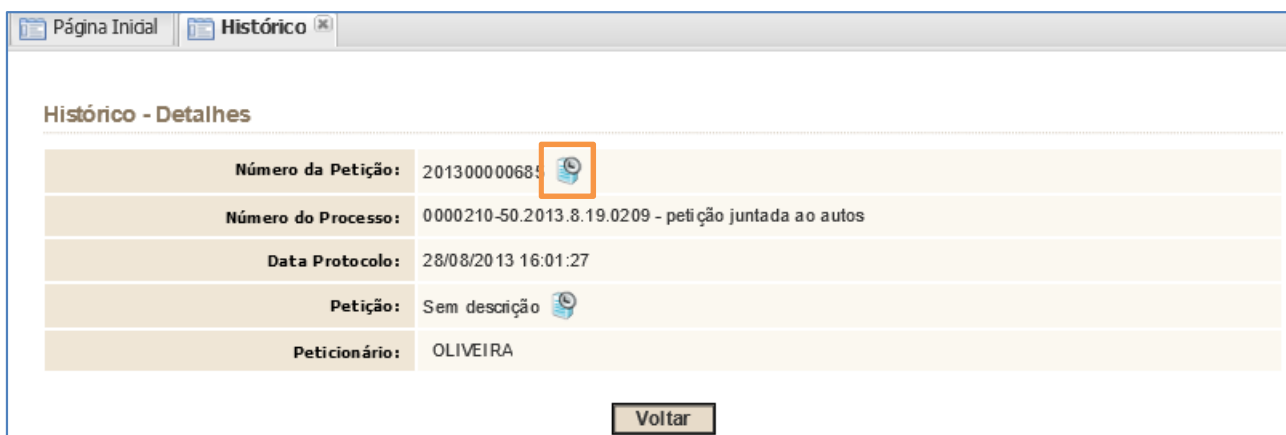 Página Inicial Histórico
Histórico - Detalhes
Número da Petição: 201300000685
Número do Processo: 0000210-50.2013.8.19.0209 - petição juntada ao autos
Data Protocolo: 28/08/2013 16:01:27
Petição: Sem descrição
Peticionário: OLIVEIRA
Voltar